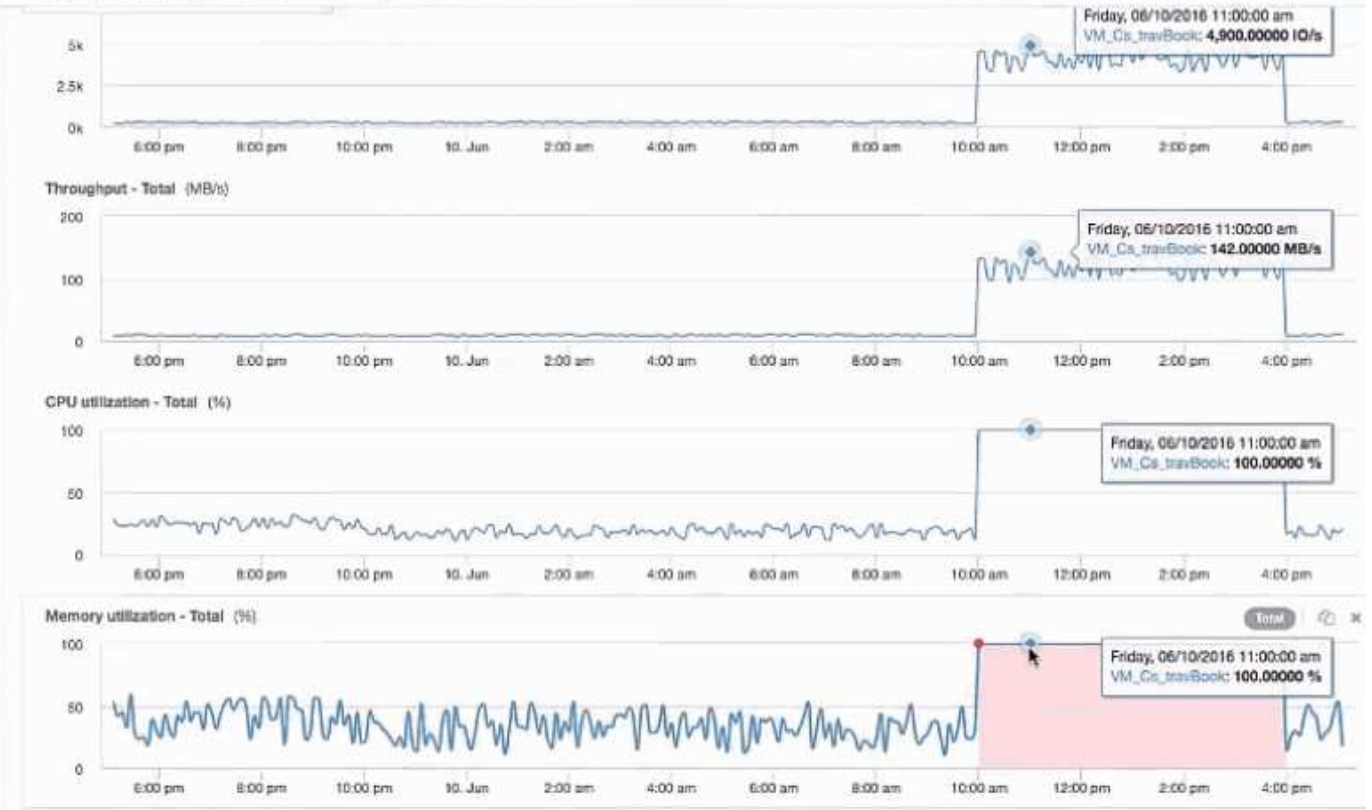 Friday, 06/10/2016 11:00:00 am
VM_Cs_travBook: 4,900.00000 IO/s
5k
2.5k
0k
6:00 pm 8:00 pm 10:00 pm 10. Jun 2:00 am 4:00 am 6:00 am 8:00 am 10:00 am 12:00 pm 2:00 pm 4:00 pm
Throughput - Total (MB/s)
200
Friday, 06/10/2016 11:00:00 am
VM_Cs_travBook: 142.00000 MB/s
100
0
6:00 pm 8:00 pm 10:00 pm 10. Jun 2:00 am 4:00 am 6:00 am 8:00 am 10:00 am 12:00 pm 2:00 pm 4:00 pm
CPU utilization - Total (%)
100
Friday, 06/10/2016 11:00:00 am
VM_Cs_travBook: 100.00000 %
50
0
6:00 pm 8:00 pm 10:00 pm 10. Jun 2:00 am 4:00 am 6:00 am 8:00 am 10:00 am 12:00 pm 2:00 pm 4:00 pm
Memory utilization - Total (%)
Total
100
Friday, 06/10/2016 11:00:00 am
VM_Cs_travBook: 100.00000 %
50
0
6:00 pm 8:00 pm 10:00 pm 10. Jun 2:00 am 4:00 am 6:00 am 8:00 am 10:00 am 12:00 pm 2:00 pm 4:00 pm